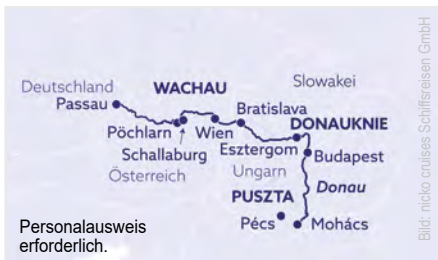 Deutschland
Slowakei
WACHAU
Passau
Bratislava
Pöchlarn
Wien
DONAUKNIE
Schallaburg
Esztergom
Budapest
Österreich
Ungarn
PUSZTA
Donau
Pécs
Mohács
Personalausweis
erforderlich.
Bild: nicko cruises Schiffsreisen GmbH